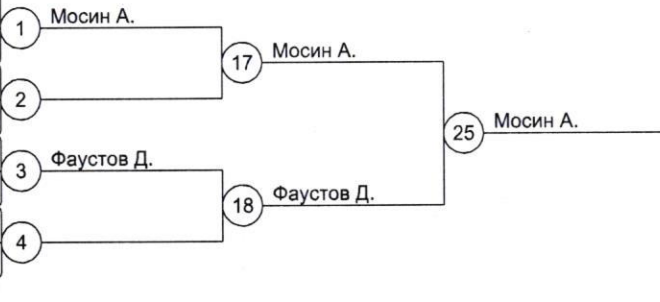 1 Мосин А.
17 Мосин А.
2
25 Мосин А.
3 Фаустов Д.
18 Фаустов Д.
4